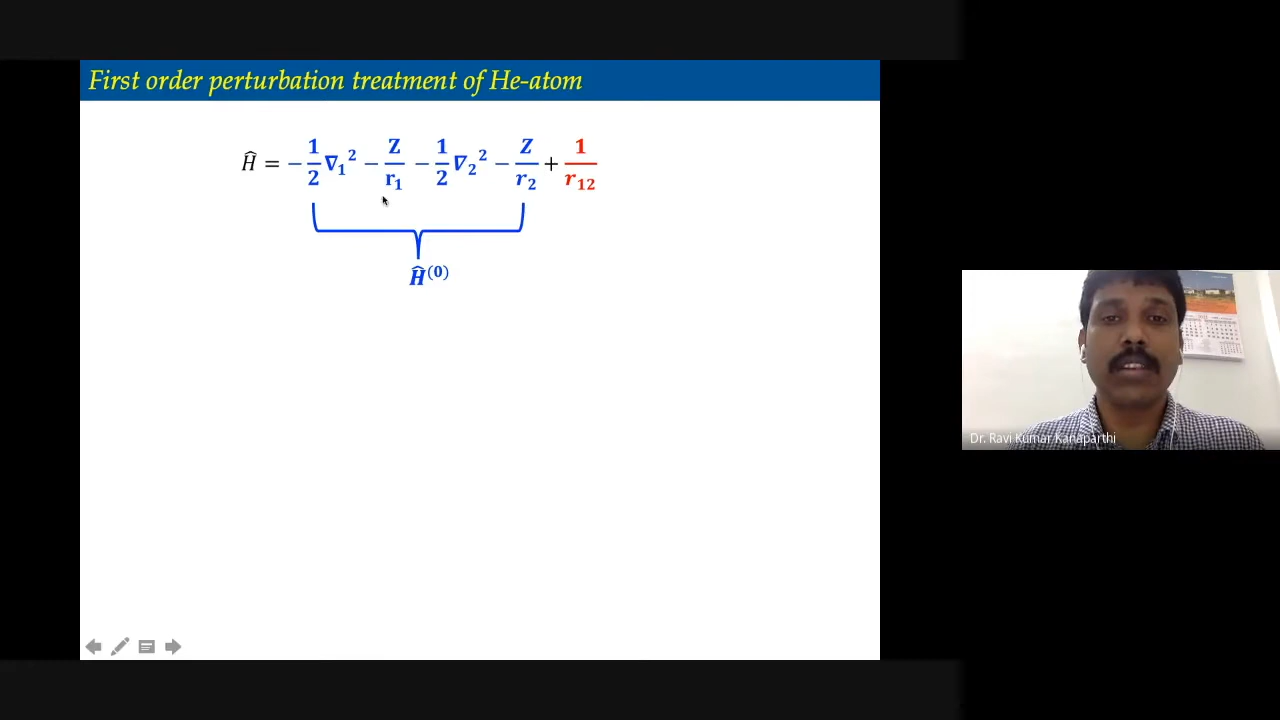 First order perturbation treatment of He-atom
Ĥ = − 1/2 ∇₁² − Z/r₁ − 1/2 ∇₂² − Z/r₂ + 1/r₁₂
Ĥ⁽⁰⁾
Dr. Ravi Kumar Kanaparthi